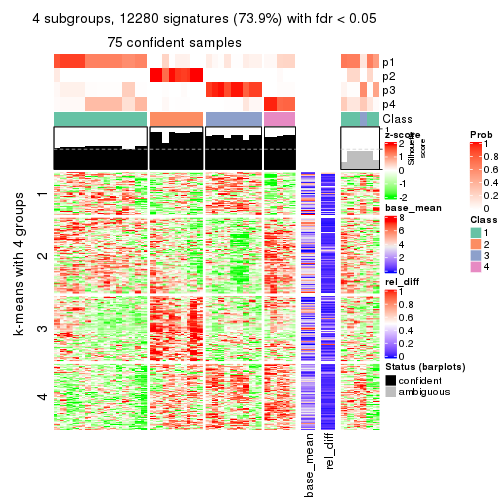 4 subgroups, 12280 signatures (73.9%) with fdr < 0.05
75 confident samples
p1
p2
p3
p4
Class
1
Silhouette
score
k-means with 4 groups
1
2
3
4
base_mean
rel_diff
z-score
2
1
0
-1
-2
base_mean
8
6
4
2
0
rel_diff
1
0.8
0.6
0.4
0.2
0
Status (barplots)
confident
ambiguous
Prob
1
0.8
0.6
0.4
0.2
0
Class
1
2
3
4